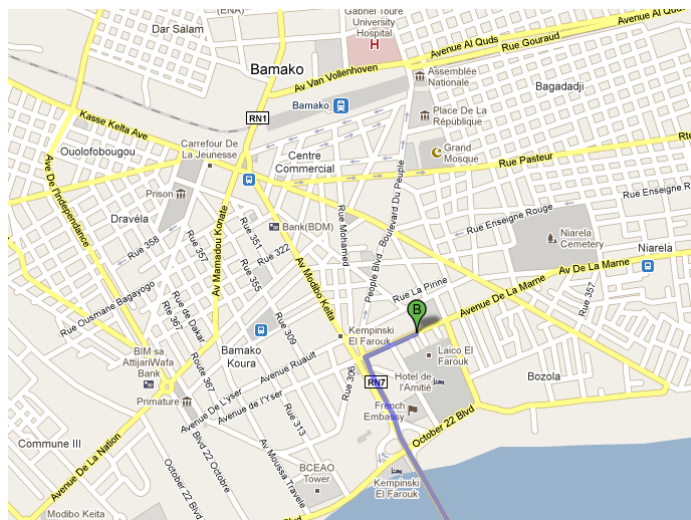 (ENA)
Dar Salam
Gabriel Toure
University
Hospital
H
Avenue Al Quds
Avenue Al Quds
Rue Gouraud
Bamako
Av Van Vollenhoven
Assemblée
Nationale
Bagadadji
Bamako
RN1
Place De La
République
Kasse Keita Ave
Ouolofobougou
Carrefour De
La Jeunesse
Centre
Commercial
Grand
Mosque
Rue Pasteur
Rte
Ave De l'Independance
Prison
Dravéla
Av Mamadou Konate
Rue 351
Bank(BDM)
Rue Mohamed
People Blvd - Boulevard Du Peuple
Rue Enseigne Rouge
Rue Enseigne R
Niarela
Cemetery
Niarela
Rue 358
Rue 357
Rue 322
Rue 355
Av Modibo Keita
Av De La Marne
Rue La Pirine
Avenue De La Marne
Rue 357
Rue Ousmane Bagayogo
Rue de Dakar
Rte 367
Rue 309
B
Bamako
Koura
Kempinski
El Farouk
Laico El
Farouk
BIM sa
AttijariWafa
Bank
Route 367
Avenue Ruault
Rue 306
RN7
Hotel de
l'Amitié
Bozola
Primature
Avenue De L'yser
Avenue de l'Yser
French
Embassy
Rue 313
October 22 Blvd
Commune III
Blvd 22 Octobre
Av Moussa Travele
Avenue De La Nation
October 22 Blvd
BCEAO
Tower
Kempinski
El Farouk
Modibo Keita
Blvd